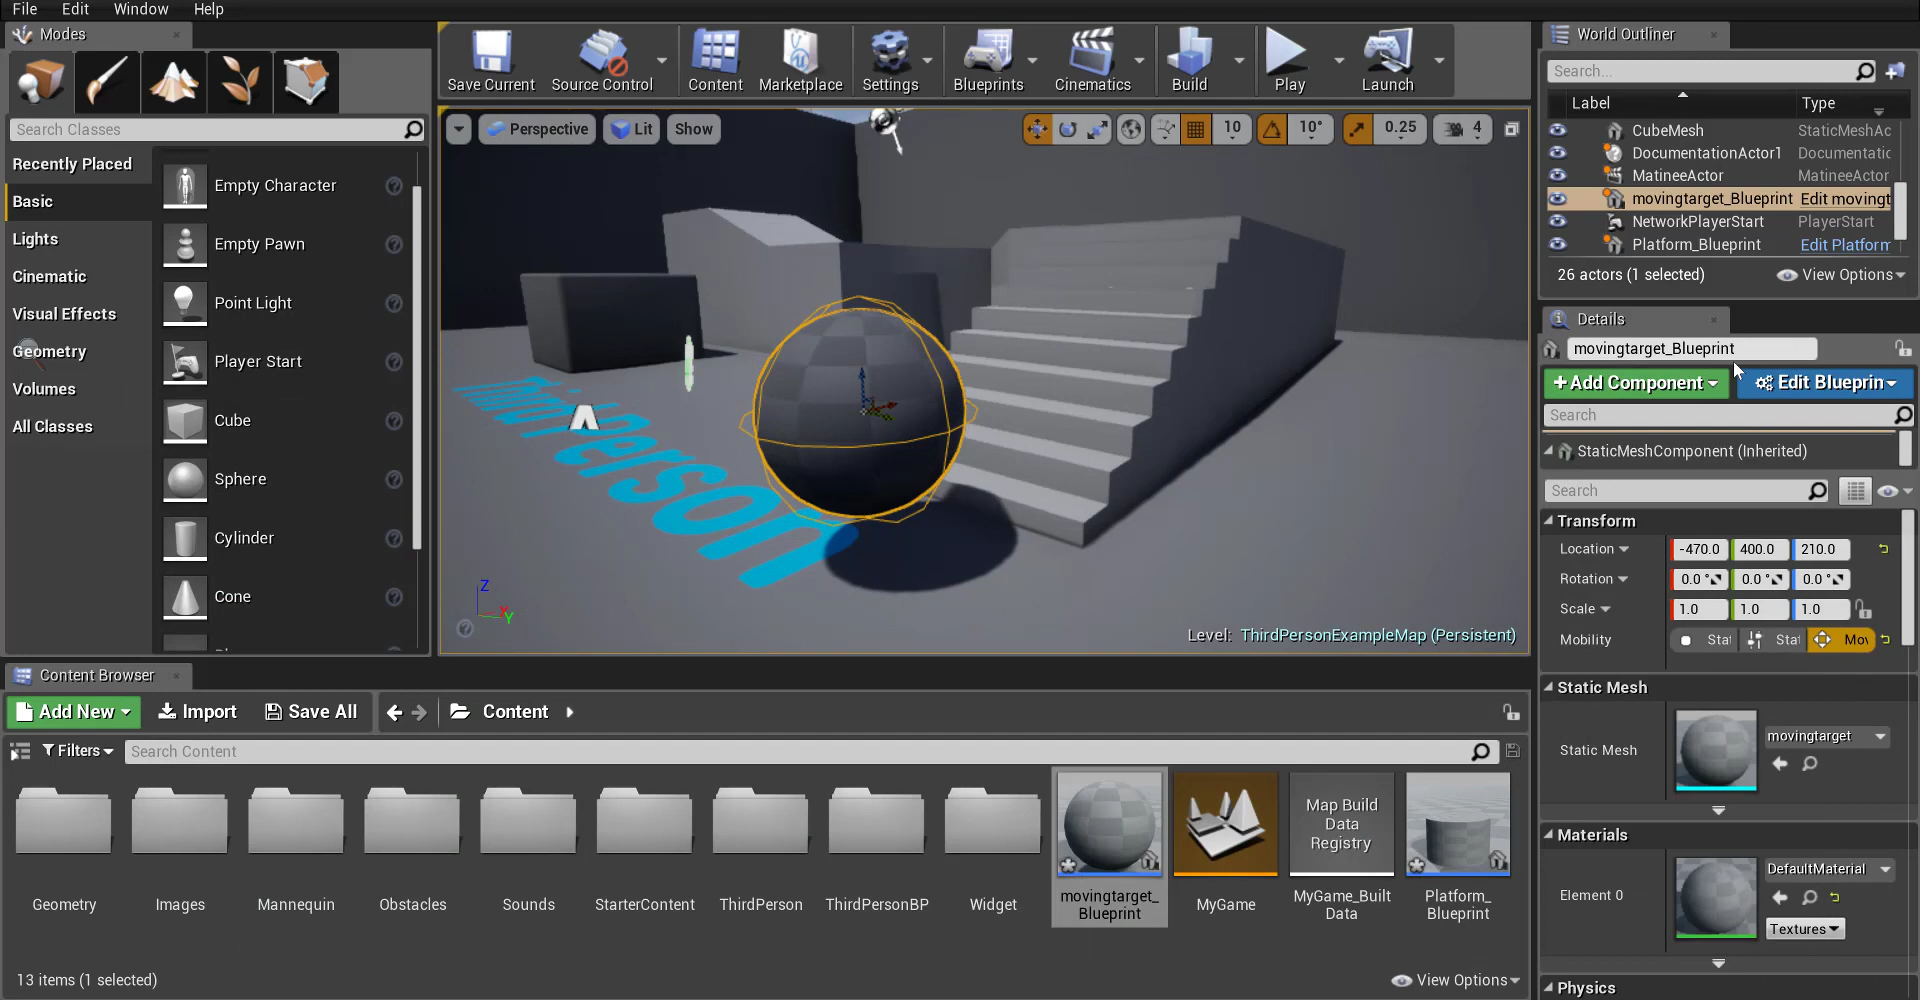 File Edit Window Help
Modes
Search Classes
Recently Placed
Basic
Lights
Cinematic
Visual Effects
Geometry
Volumes
All Classes
Empty Character
Empty Pawn
Point Light
Player Start
Cube
Sphere
Cylinder
Cone
Save Current
Source Control
Content
Marketplace
Settings
Blueprints
Cinematics
Build
Play
Launch
Perspective
Lit
Show
10
10°
0.25
4
Person
Z
X
Y
Level: ThirdPersonExampleMap (Persistent)
World Outliner
Search...
Label Type
CubeMesh StaticMeshAc
DocumentationActor1 Documentatic
MatineeActor MatineeActor
movingtarget_Blueprint Edit movingt
NetworkPlayerStart PlayerStart
Platform_Blueprint Edit Platform
26 actors (1 selected) View Options
Details
movingtarget_Blueprint
+Add Component Edit Blueprin
Search
StaticMeshComponent (Inherited)
Search
Transform
Location -470.0 400.0 210.0
Rotation 0.0 ° 0.0 ° 0.0 °
Scale 1.0 1.0 1.0
Mobility Stat Stat Mov
Static Mesh
Static Mesh movingtarget
Materials
Element 0 DefaultMaterial
Textures
Physics
Content Browser
Add New Import Save All Content
Filters Search Content
Geometry
Images
Mannequin
Obstacles
Sounds
StarterContent
ThirdPerson
ThirdPersonBP
Widget
movingtarget_
Blueprint
MyGame
Map Build
Data
Registry
MyGame_Built
Data
Platform_
Blueprint
13 items (1 selected) View Options